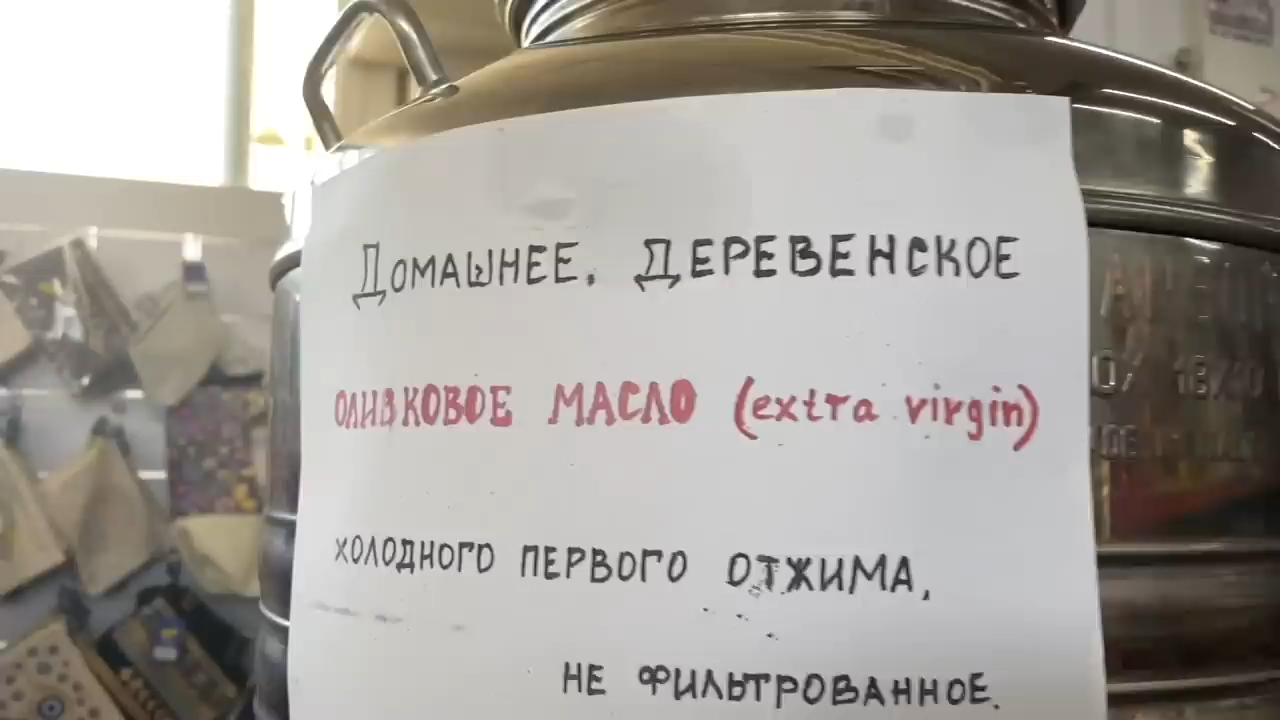 ДОМАШНЕЕ. ДЕРЕВЕНСКОЕ
ОЛИВКОВОЕ МАСЛО (extra virgin)
ХОЛОДНОГО ПЕРВОГО ОТЖИМА,
НЕ ФИЛЬТРОВАННОЕ.